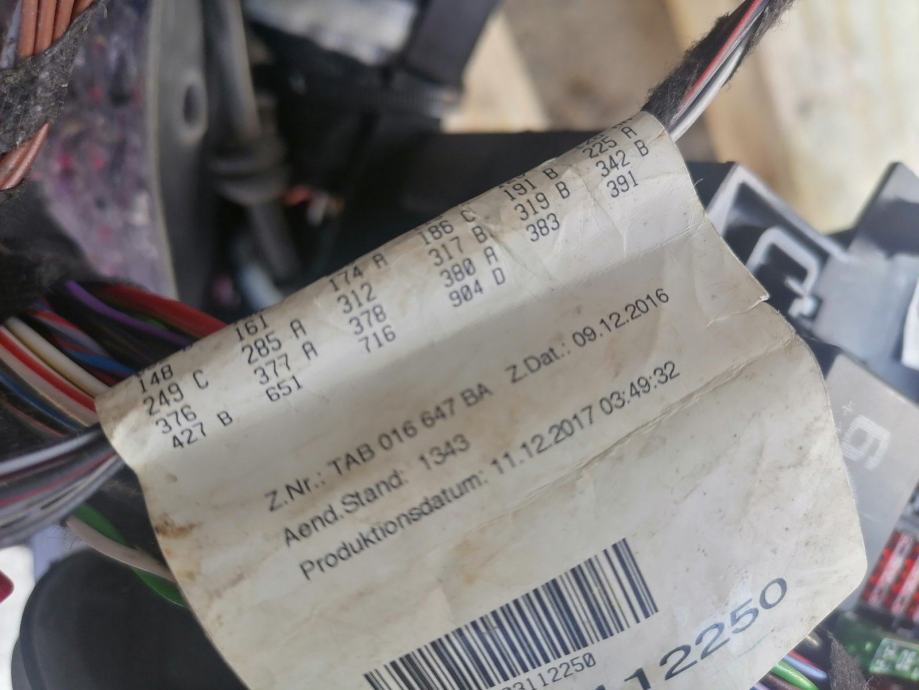 148 161 174 A 186 C 191 B 225 A
249 C 285 A 312 317 B 319 B 342 B
376 377 A 378 380 A 383 391
427 B 651 716 904 D
Z.Nr.: TAB 016 647 BA Z.Dat.: 09.12.2016
Aend.Stand: 1343
Produktionsdatum: 11.12.2017 03:49:32
3112250
112250